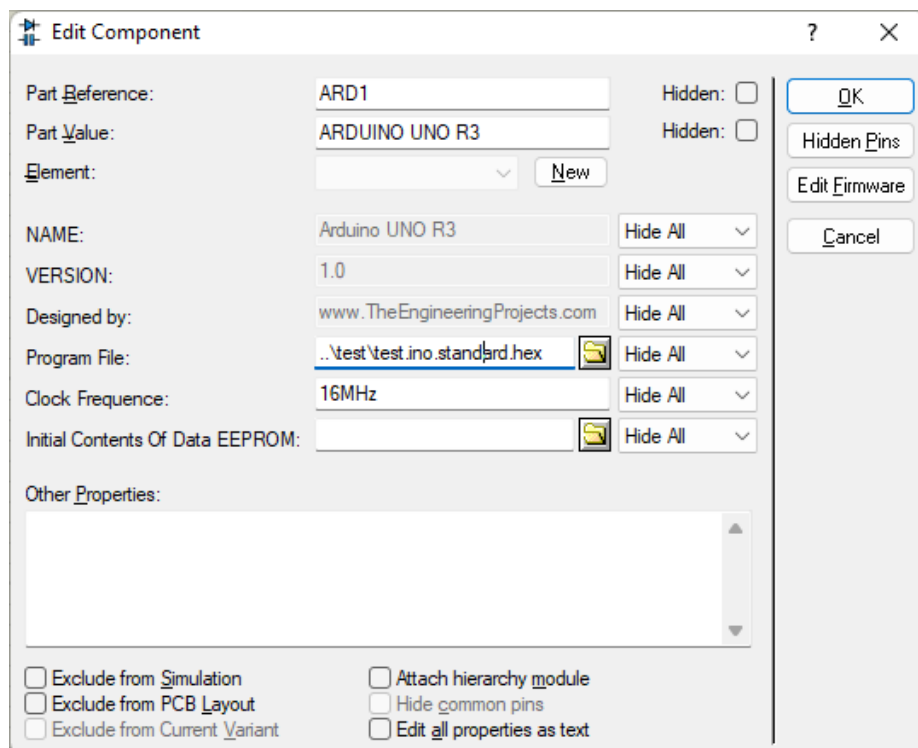 Edit Component ? ×
Part Reference: ARD1 Hidden: OK
Part Value: ARDUINO UNO R3 Hidden: Hidden Pins
Element: New Edit Firmware
NAME: Arduino UNO R3 Hide All Cancel
VERSION: 1.0 Hide All
Designed by: www.TheEngineeringProjects.com Hide All
Program File: ..\test\test.ino.standard.hex Hide All
Clock Frequence: 16MHz Hide All
Initial Contents Of Data EEPROM: Hide All
Other Properties:
Exclude from Simulation Attach hierarchy module
Exclude from PCB Layout Hide common pins
Exclude from Current Variant Edit all properties as text